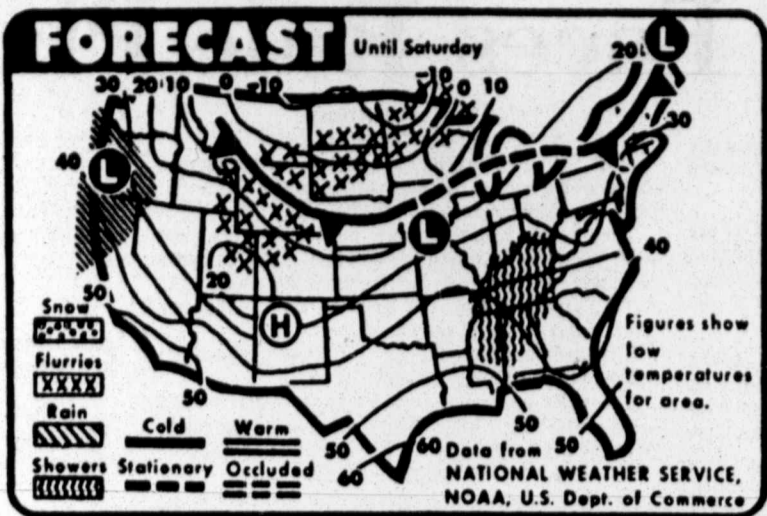 FORECAST Until Saturday
L
20
30 20 10 0 -10 -10 0 10
30
40 L
L
40
20
50
H
Snow
Flurries
Rain
Showers
50
Cold Warm
Stationary Occluded
50 60 50 50
60
Figures show
low
temperatures
for area.
Data from
NATIONAL WEATHER SERVICE,
NOAA, U.S. Dept. of Commerce